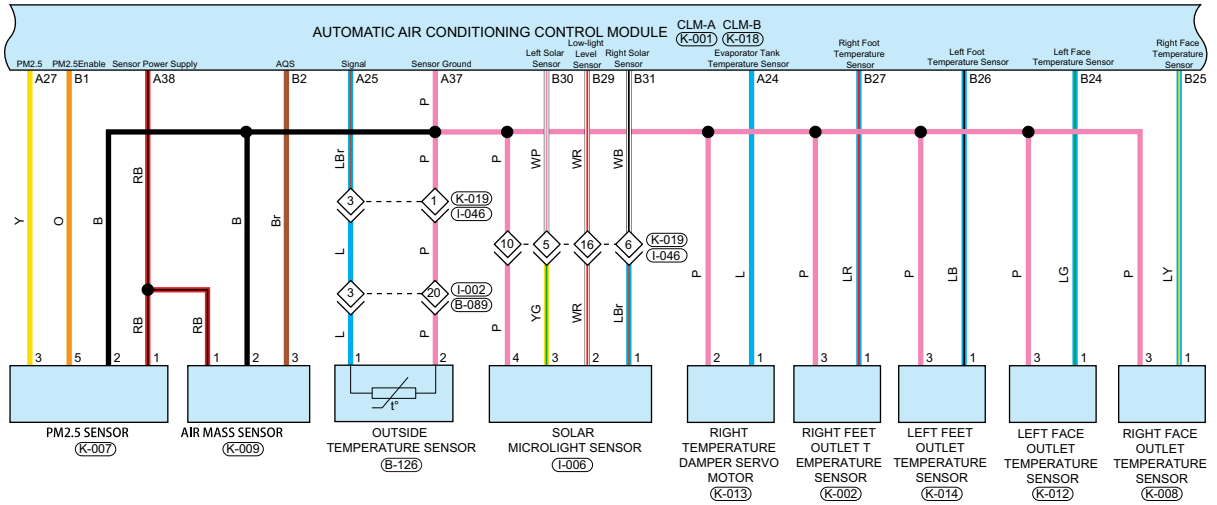 AUTOMATIC AIR CONDITIONING CONTROL MODULE
CLM-A CLM-B
K-001 K-018
PM2.5
PM2.5Enable
Sensor Power Supply
AQS
Signal
Sensor Ground
Left Solar
Sensor
Low-light
Level
Sensor
Right Solar
Sensor
Evaporator Tank
Temperature Sensor
Right Foot
Temperature
Sensor
Left Foot
Temperature Sensor
Left Face
Temperature Sensor
Right Face
Temperature
Sensor
A27 B1 A38 B2 A25 A37 B30 B29 B31 A24 B27 B26 B24 B25
P
RB LBr P P WP WR WB
3 1 K-019
I-046
Y O B B Br
10 5 16 6 K-019
I-046
L P P L P LR P LB P LG P LY
3 20 I-002
B-089
RB RB L P P YG WR LBr
3 5 2 1
1 2 3
1 2
4 3 2 1
2 1
3 1
3 1
3 1
3 1
t°
PM2.5 SENSOR
K-007
AIR MASS SENSOR
K-009
OUTSIDE
TEMPERATURE SENSOR
B-126
SOLAR
MICROLIGHT SENSOR
I-006
RIGHT
TEMPERATURE
DAMPER SERVO
MOTOR
K-013
RIGHT FEET
OUTLET T
EMPERATURE
SENSOR
K-002
LEFT FEET
OUTLET
TEMPERATURE
SENSOR
K-014
LEFT FACE
OUTLET
TEMPERATURE
SENSOR
K-012
RIGHT FACE
OUTLET
TEMPERATURE
SENSOR
K-008